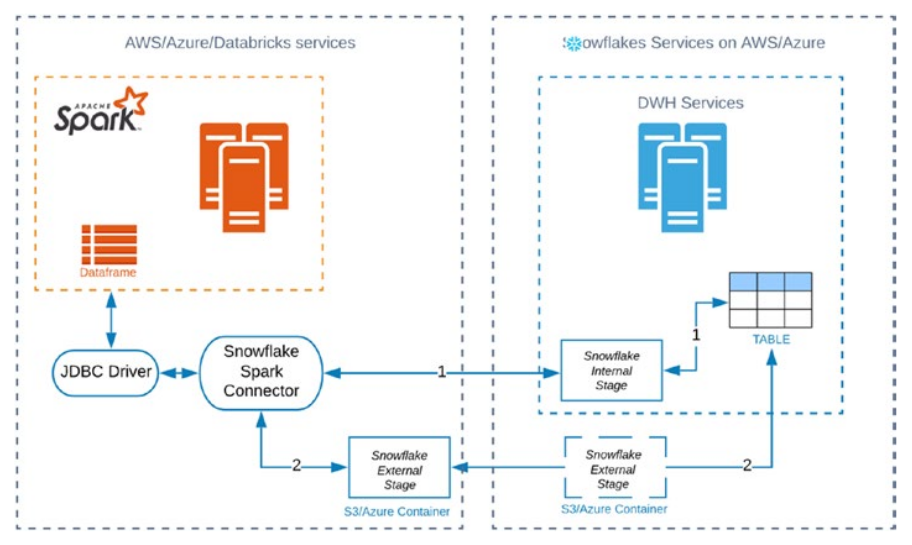 AWS/Azure/Databricks services
APACHE
Spark
Dataframe
JDBC Driver
Snowflake
Spark
Connector
1
2
Snowflake
External
Stage
S3/Azure Container
owflakes Services on AWS/Azure
DWH Services
TABLE
1
Snowflake
Internal
Stage
Snowflake
External
Stage
2
S3/Azure Container